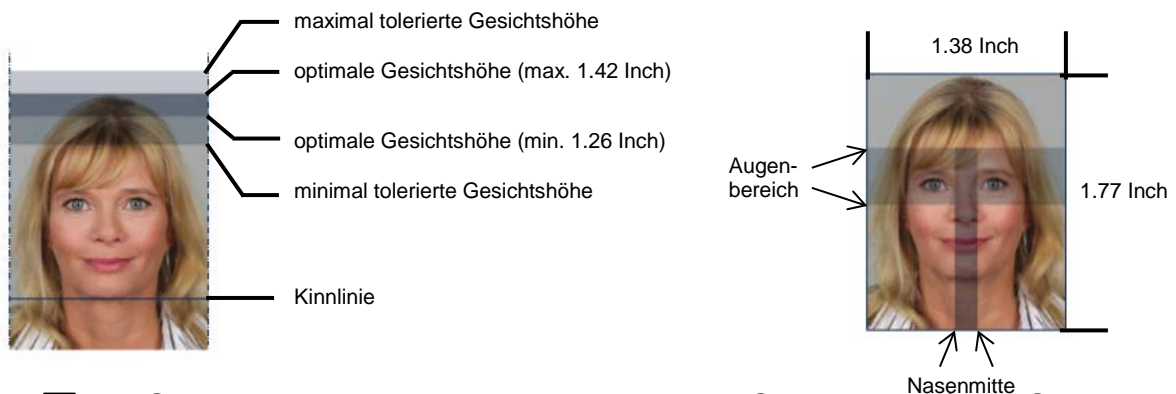 maximal tolerierte Gesichtshöhe
optimale Gesichtshöhe (max. 1.42 Inch)
optimale Gesichtshöhe (min. 1.26 Inch)
minimal tolerierte Gesichtshöhe
Kinnlinie
1.38 Inch
Augen-
bereich
1.77 Inch
Nasenmitte